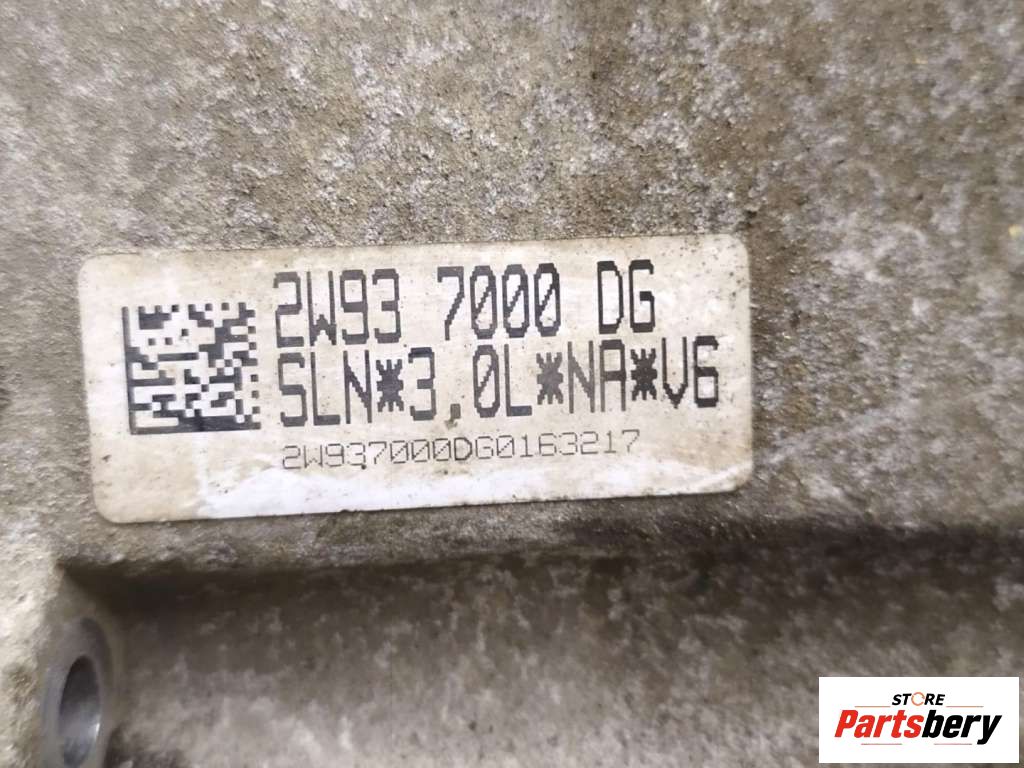 2W93 7000 DG
SLN*3,0L*NA*V6
2W937000DG0163217
STORE
Partsbery